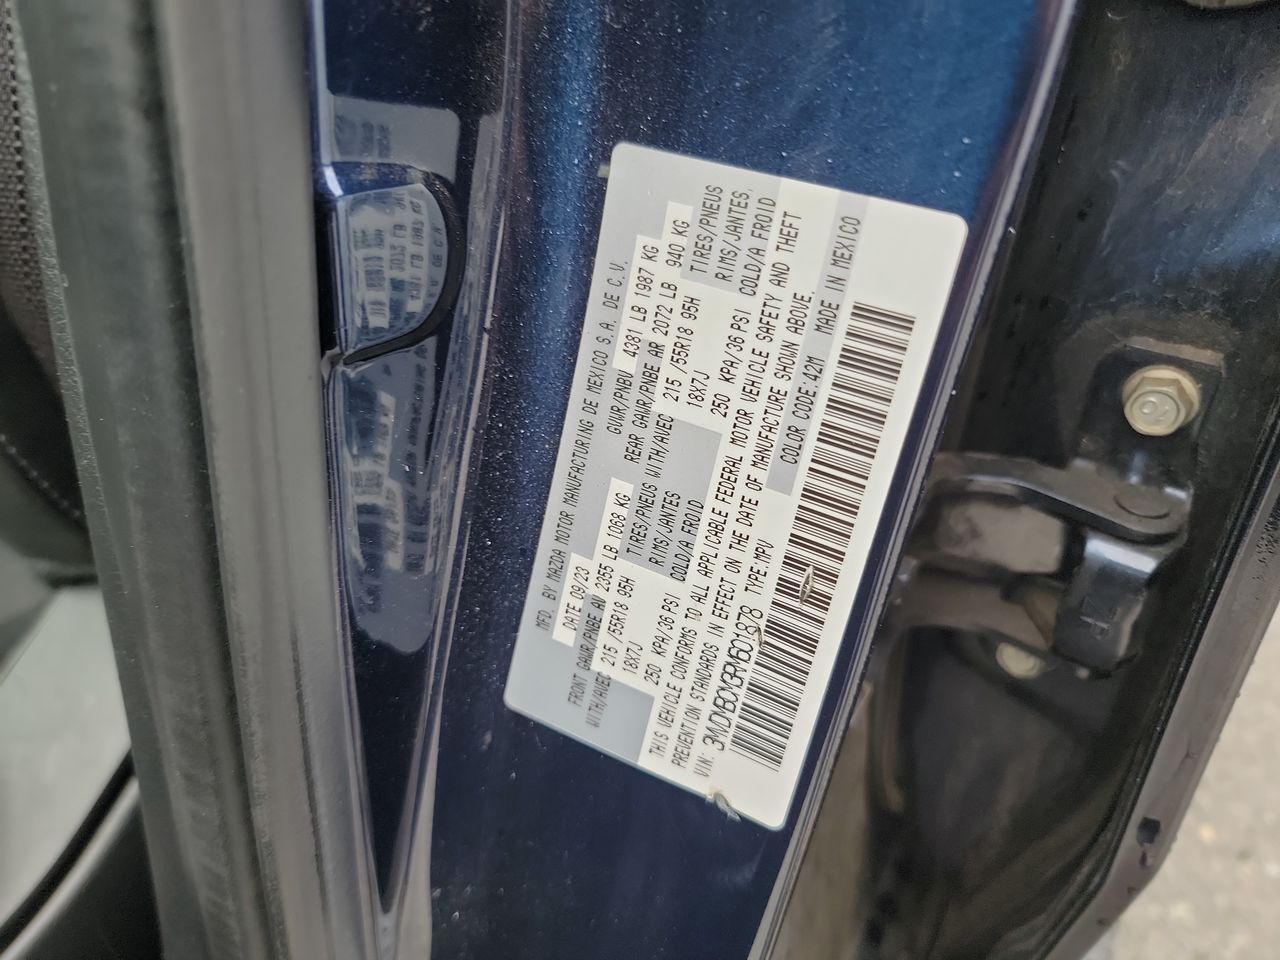 MFD. BY MAZDA MOTOR MANUFACTURING DE MEXICO S.A. DE C.V.
DATE 09/23 GVWR/PNBV 4381 LB 1987 KG
FRONT GAWR/PNBE AV 2355 LB 1068 KG REAR GAWR/PNBE AR 2072 LB 940 KG
WITH/AVEC 215 /55R18 95H TIRES/PNEUS WITH/AVEC 215 /55R18 95H TIRES/PNEUS
18X7J RIMS/JANTES 18X7J RIMS/JANTES,
250 KPA/36 PSI COLD/A FROID 250 KPA/36 PSI COLD/A FROID
THIS VEHICLE CONFORMS TO ALL APPLICABLE FEDERAL MOTOR VEHICLE SAFETY AND THEFT
PREVENTION STANDARDS IN EFFECT ON THE DATE OF MANUFACTURE SHOWN ABOVE.
VIN: 3MVDMBCM3RM601878 TYPE:MPV COLOR CODE:42M MADE IN MEXICO